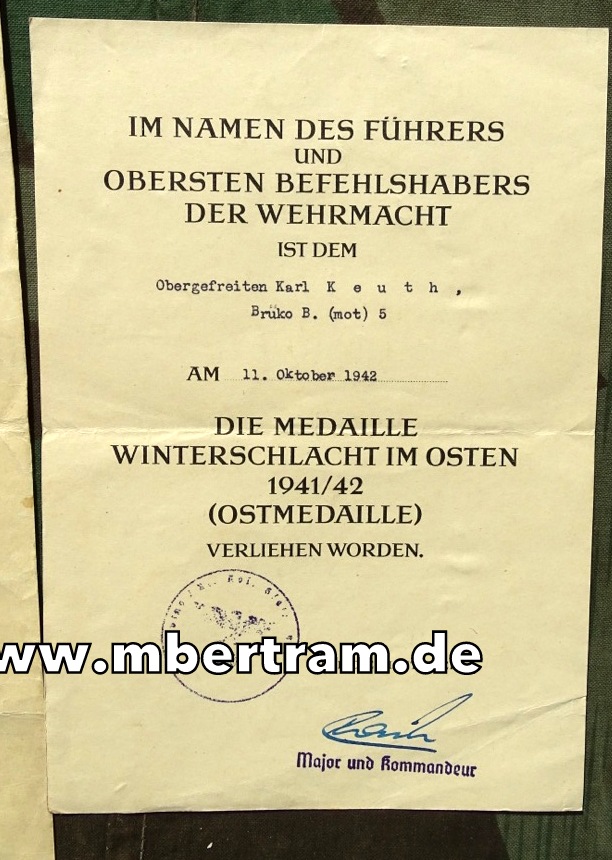 IM NAMEN DES FÜHRERS
UND
OBERSTEN BEFEHLSHABERS
DER WEHRMACHT
IST DEM
Obergefreiten Karl K e u t h ,
Brüko B. (mot) 5
AM 11. Oktober 1942
DIE MEDAILLE
WINTERSCHLACHT IM OSTEN
1941/42
(OSTMEDAILLE)
VERLIEHEN WORDEN.
www.mbertram.de
Major und Kommandeur